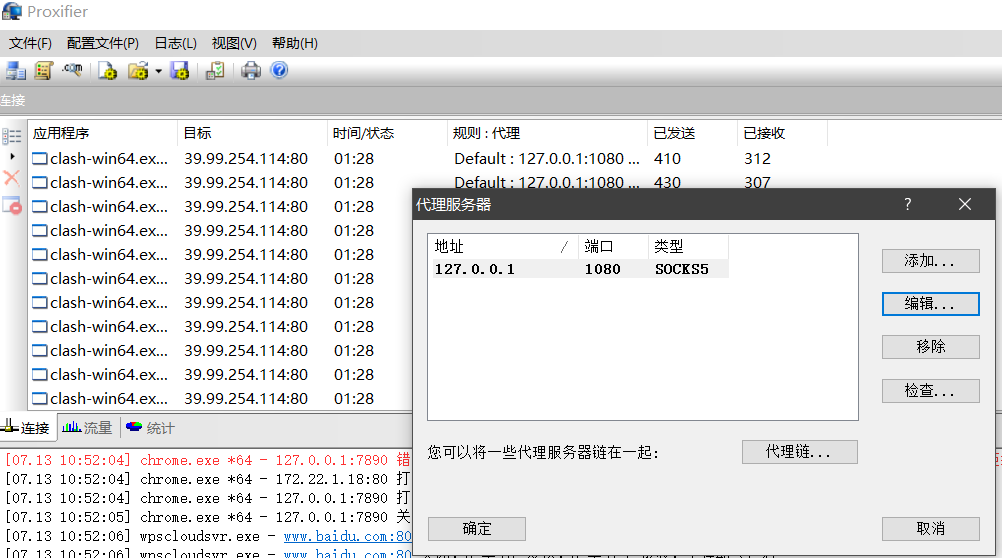 Proxifier
文件(F) 配置文件(P) 日志(L) 视图(V) 帮助(H)
连接
应用程序 目标 时间/状态 规则 : 代理 已发送 已接收
clash-win64.ex... 39.99.254.114:80 01:28 Default : 127.0.0.1:1080 ... 410 312
clash-win64.ex... 39.99.254.114:80 01:28 Default : 127.0.0.1:1080 ... 430 307
clash-win64.ex... 39.99.254.114:80 01:28
clash-win64.ex... 39.99.254.114:80 01:28
clash-win64.ex... 39.99.254.114:80 01:28
clash-win64.ex... 39.99.254.114:80 01:28
clash-win64.ex... 39.99.254.114:80 01:28
clash-win64.ex... 39.99.254.114:80 01:28
clash-win64.ex... 39.99.254.114:80 01:28
clash-win64.ex... 39.99.254.114:80 01:28
clash-win64.ex... 39.99.254.114:80 01:28
连接 流量 统计
[07.13 10:52:04] chrome.exe *64 - 127.0.0.1:7890 错
[07.13 10:52:04] chrome.exe *64 - 172.22.1.18:80 打
[07.13 10:52:04] chrome.exe *64 - 127.0.0.1:7890 打
[07.13 10:52:05] chrome.exe *64 - 127.0.0.1:7890 关
[07.13 10:52:06] wpscloudsvr.exe - www.baidu.com:80
[07.13 10:52:06] wpscloudsvr.exe - www.baidu.com:80
代理服务器 ?
地址 / 端口 类型
127.0.0.1 1080 SOCKS5
添加...
编辑...
移除
检查...
您可以将一些代理服务器链在一起:
代理链...
确定
取消